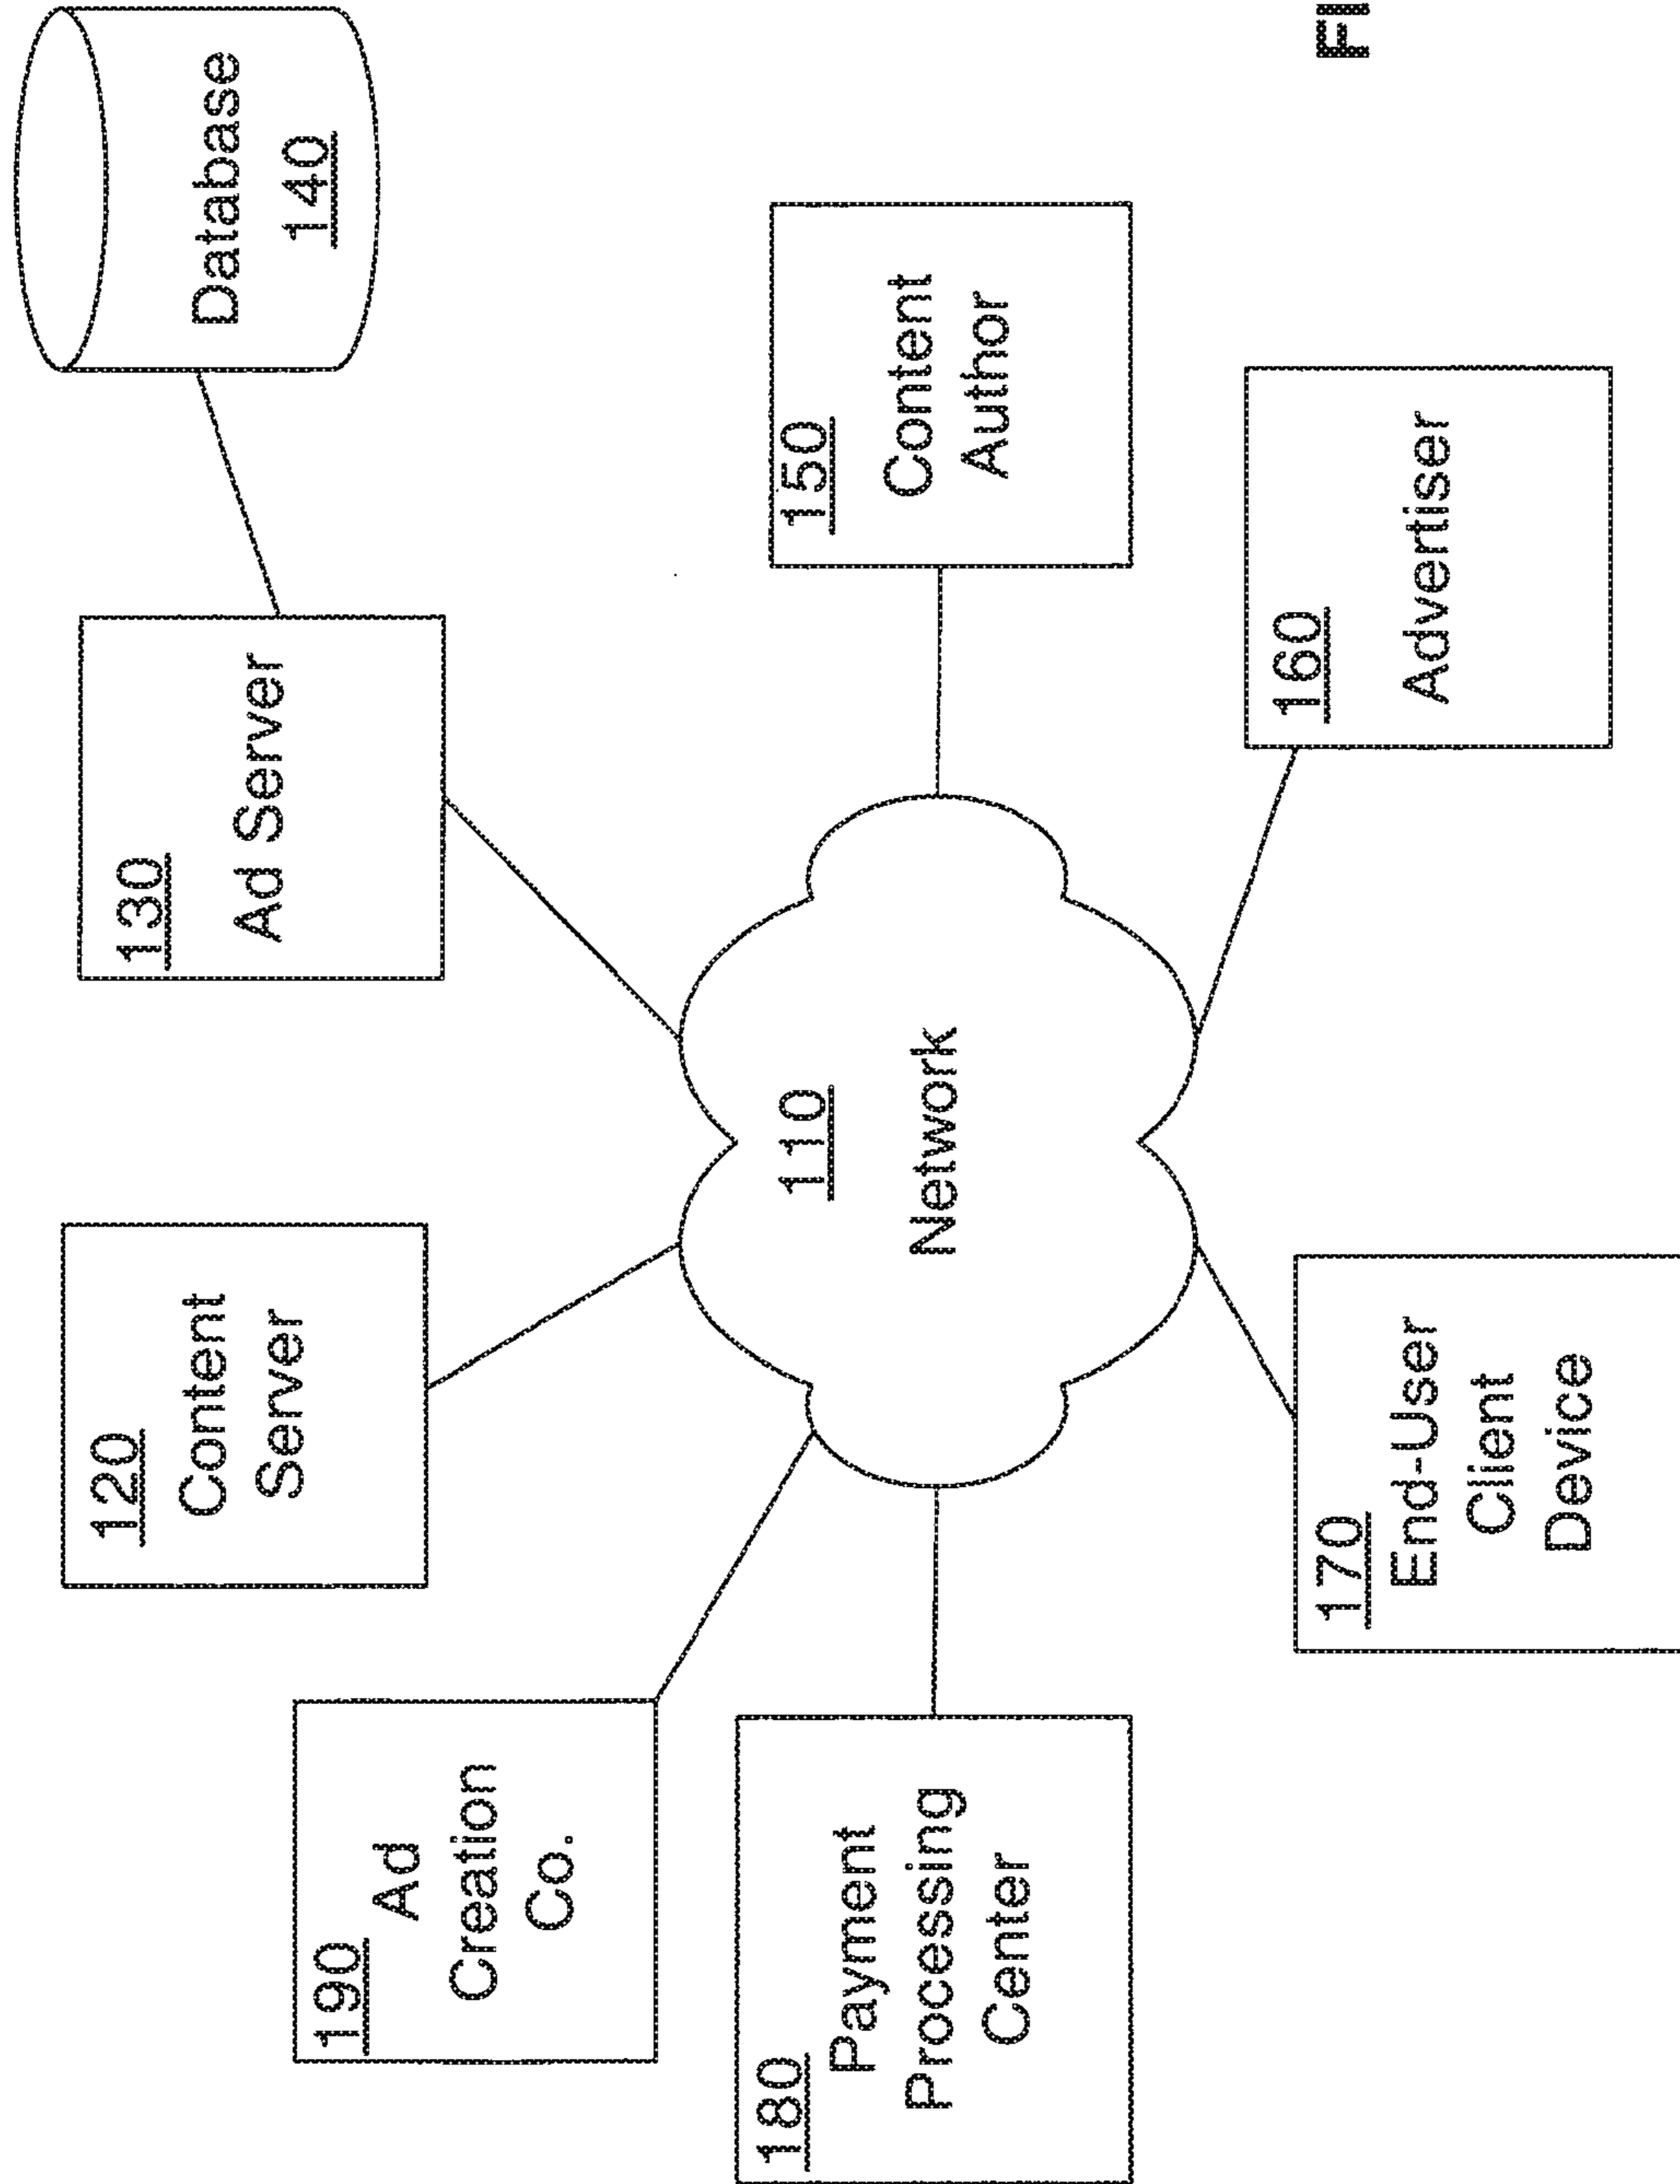 120
Content
Server
130
Ad Server
Database
140
190
Ad
Creation
Co.
110
Network
180
Payment
Processing
Center
150
Content
Author
170
End-User
Client
Device
160
Advertiser